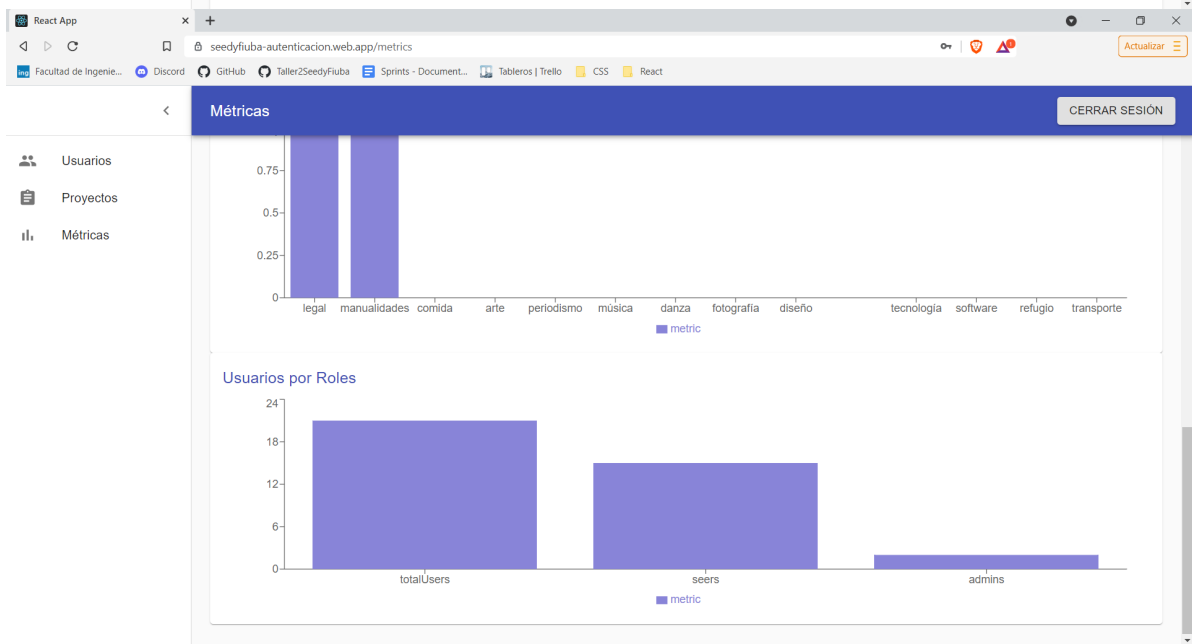 React App
seedyfiuba-autenticacion.web.app/metrics
1
Actualizar
ing Facultad de Ingenie... Discord GitHub Taller2SeedyFiuba Sprints - Document... Tableros | Trello CSS React
Métricas CERRAR SESIÓN
Usuarios
Proyectos
Métricas
0.75
0.5
0.25
0
legal manualidades comida arte periodismo música danza fotografía diseño tecnología software refugio transporte
metric
Usuarios por Roles
24
18
12
6
0
totalUsers seers admins
metric